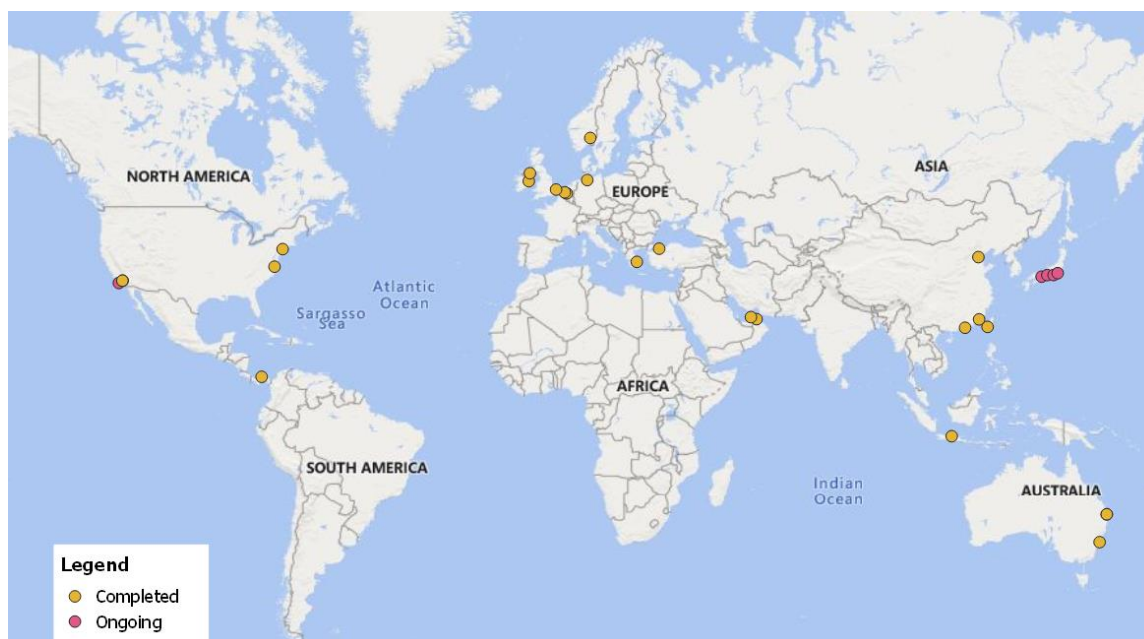 NORTH AMERICA
ASIA
EUROPE
Atlantic
Ocean
Sargasso
Sea
AFRICA
SOUTH AMERICA
Indian
Ocean
AUSTRALIA
Legend
Completed
Ongoing